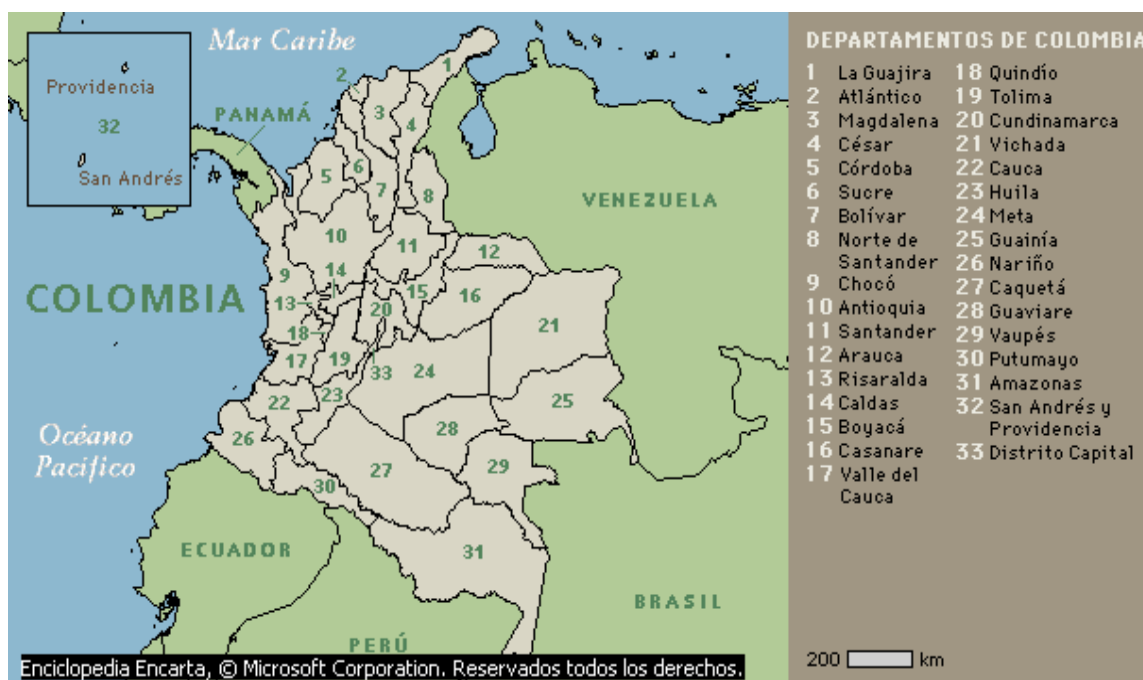 Mar Caribe
Providencia
32
San Andrés
PANAMÁ
1
2
3
4
5
6
7
8
VENEZUELA
10
11
12
9
14
15
16
COLOMBIA
13
20
21
18
17
19
33
24
22
23
25
26
28
Océano
Pacífico
27
29
30
ECUADOR
31
BRASIL
PERÚ
Enciclopedia Encarta, © Microsoft Corporation. Reservados todos los derechos.
DEPARTAMENTOS DE COLOMBIA
1 La Guajira
2 Atlántico
3 Magdalena
4 César
5 Córdoba
6 Sucre
7 Bolívar
8 Norte de
Santander
9 Chocó
10 Antioquia
11 Santander
12 Arauca
13 Risaralda
14 Caldas
15 Boyacá
16 Casanare
17 Valle del
Cauca
18 Quindío
19 Tolima
20 Cundinamarca
21 Vichada
22 Cauca
23 Huila
24 Meta
25 Guainía
26 Nariño
27 Caquetá
28 Guaviare
29 Vaupés
30 Putumayo
31 Amazonas
32 San Andrés y
Providencia
33 Distrito Capital
200 km